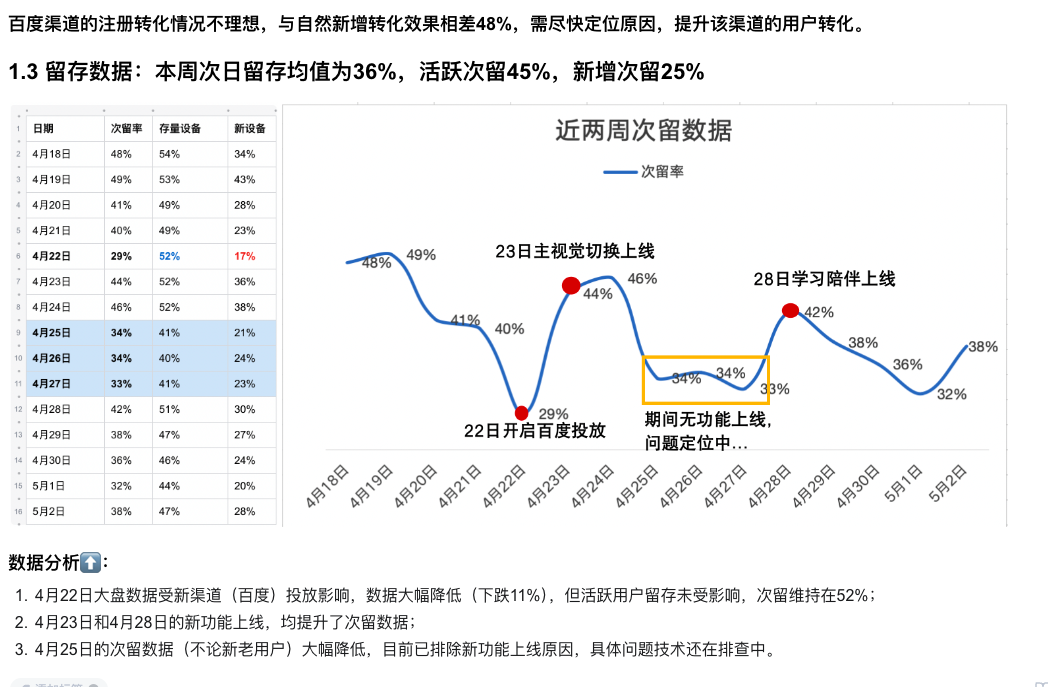 百度渠道的注册转化情况不理想，与自然新增转化效果相差48%，需尽快定位原因，提升该渠道的用户转化。
1.3 留存数据：本周次日留存均值为36%，活跃次留45%，新增次留25%
1 日期 次留率 存量设备 新设备
2 4月18日 48% 54% 34%
3 4月19日 49% 53% 43%
4 4月20日 41% 49% 28%
5 4月21日 40% 49% 23%
6 4月22日 29% 52% 17%
7 4月23日 44% 52% 36%
8 4月24日 46% 52% 38%
9 4月25日 34% 41% 21%
10 4月26日 34% 40% 24%
11 4月27日 33% 41% 23%
12 4月28日 42% 51% 30%
13 4月29日 38% 47% 27%
14 4月30日 36% 46% 24%
15 5月1日 32% 44% 20%
16 5月2日 38% 47% 28%
近两周次留数据
次留率
23日主视觉切换上线
28日学习陪伴上线
48% 49% 41% 40% 29% 44% 46% 34% 34% 33% 42% 38% 36% 32% 38%
22日开启百度投放
期间无功能上线，
问题定位中...
4月18日 4月19日 4月20日 4月21日 4月22日 4月23日 4月24日 4月25日 4月26日 4月27日 4月28日 4月29日 4月30日 5月1日 5月2日
数据分析⬆️：
1. 4月22日大盘数据受新渠道（百度）投放影响，数据大幅降低（下跌11%），但活跃用户留存未受影响，次留维持在52%；
2. 4月23日和4月28日的新功能上线，均提升了次留数据；
3. 4月25日的次留数据（不论新老用户）大幅降低，目前已排除新功能上线原因，具体问题技术还在排查中。